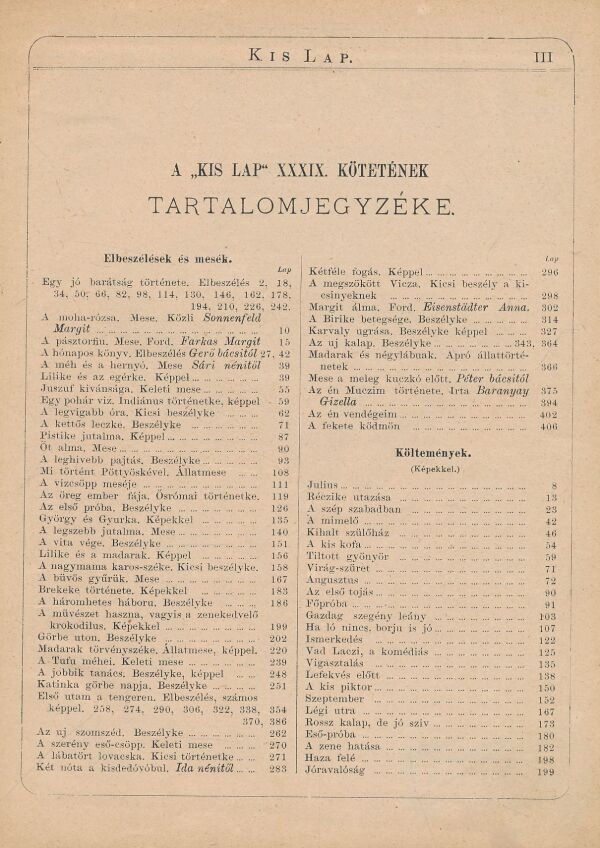 KIS LAP.
III
A „KIS LAP“ XXXIX. KÖTETÉNEK
TARTALOMJEGYZÉKE.
Elbeszélések és mesék.
Lap
Egy jó barátság története. Elbeszélés 2, 18,
34, 50, 66, 82, 98, 114, 130, 146, 162, 178,
194, 210, 226, 242.
A moha-rózsa. Mese. Közli Sonnenfeld
Margit ... 10
A pásztorfiu. Mese. Ford. Farkas Margit 15
A hónapos könyv. Elbeszélés Gerő bácsitól 27, 42
A méh és a hernyó. Mese Sári nénitől 39
Lilike és az egérke. Képpel ... 39
Juszuf kivánsága. Keleti mese ... 55
Egy pohár viz. Indiánus történetke, képpel 59
A legvigabb óra. Kicsi beszélyke ... 62
A kettős leczke. Beszélyke ... 71
Pistike jutalma. Képpel ... 87
Öt alma. Mese ... 90
A leghivebb pajtás. Beszélyke ... 93
Mi történt Pöttyöskével. Állatmese ... 108
A vizcsöpp meséje ... 111
Az öreg ember fája. Ósrómai történetke. 119
Az első próba. Beszélyke ... 126
György és Gyurka. Képekkel ... 135
A legszebb jutalma. Mese ... 140
A vita vége. Beszélyke ... 151
Lilike és a madarak. Képpel ... 156
A nagymama karos-széke. Kicsi beszélyke. 158
A büvös gyürük. Mese ... 167
Brekeke története. Képekkel ... 183
A háromhetes háboru. Beszélyke ... 186
A müvészet haszna, vagyis a zenekedvelő
krokodilus. Képekkel ... 199
Görbe uton. Beszélyke ... 202
Madarak törvényszéke. Állatmese, képpel. 220
A Tufu méhei. Keleti mese ... 239
A jobbik tanács. Beszélyke, képpel ... 248
Katinka görbe napja. Beszélyke ... 251
Első utam a tengeren. Elbeszélés, számos
képpel. 258, 274, 290, 306, 322, 338, 354
370, 386
Az uj szomszéd. Beszélyke ... 262
A szerény eső-csöpp. Keleti mese ... 270
A lábatört lovacska. Kicsi történetke ... 271
Két nóta a kisdedóvóbul. Ida nénitől ... 283
Lap
Kétféle fogás. Képpel ... 296
A megszökött Vicza. Kicsi beszély a ki-
csinyeknek ... 298
Margit álma. Ford. Eisenstädter Anna. 302
A Birike betegsége. Beszélyke ... 314
Karvaly ugrása. Beszélyke képpel ... 327
Az uj kalap. Beszélyke ... 343, 364
Madarak és négylábuak. Apró állattörté-
netek ... 366
Mese a meleg kuczkó előtt. Péter bácsitól
Az én Muczim története. Irta Baranyay 375
Gizella ... 394
Az én vendégeim ... 402
A fekete ködmön ... 406
Költemények.
(Képekkel.)
Julius ... 8
Réczike utazása ... 13
A szép szabadban ... 23
A mimelő ... 42
Kihalt szülőház ... 46
A kis kofa ... 54
Tiltott gyönyör ... 59
Virág-szüret ... 71
Augusztus ... 72
Az első tojás ... 90
Főpróba ... 91
Gazdag szegény leány ... 103
Ha ló nincs, borju is jó ... 107
Ismerkedés ... 122
Vad Laczi, a komédiás ... 125
Vigasztalás ... 135
Lefekvés előtt ... 138
A kis piktor ... 150
Szeptember ... 152
Légi utra ... 167
Rossz kalap, de jó sziv ... 173
Eső-próba ... 180
A zene hatása ... 182
Haza felé ... 198
Jóravalóság ... 199